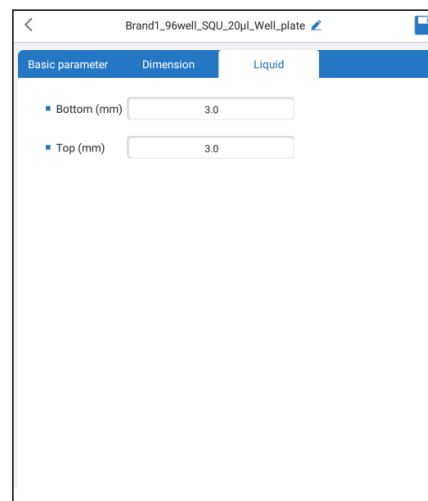 Brand1_96well_SQU_20μl_Well_plate
Basic parameter Dimension Liquid
Bottom (mm) 3.0
Top (mm) 3.0